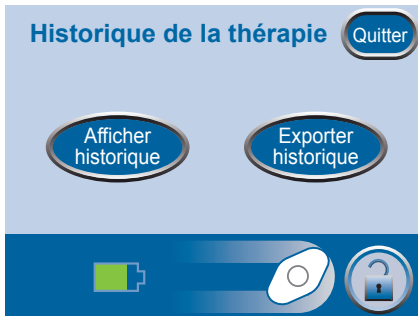 Historique de la thérapie
Quitter
Afficher
historique
Exporter
historique